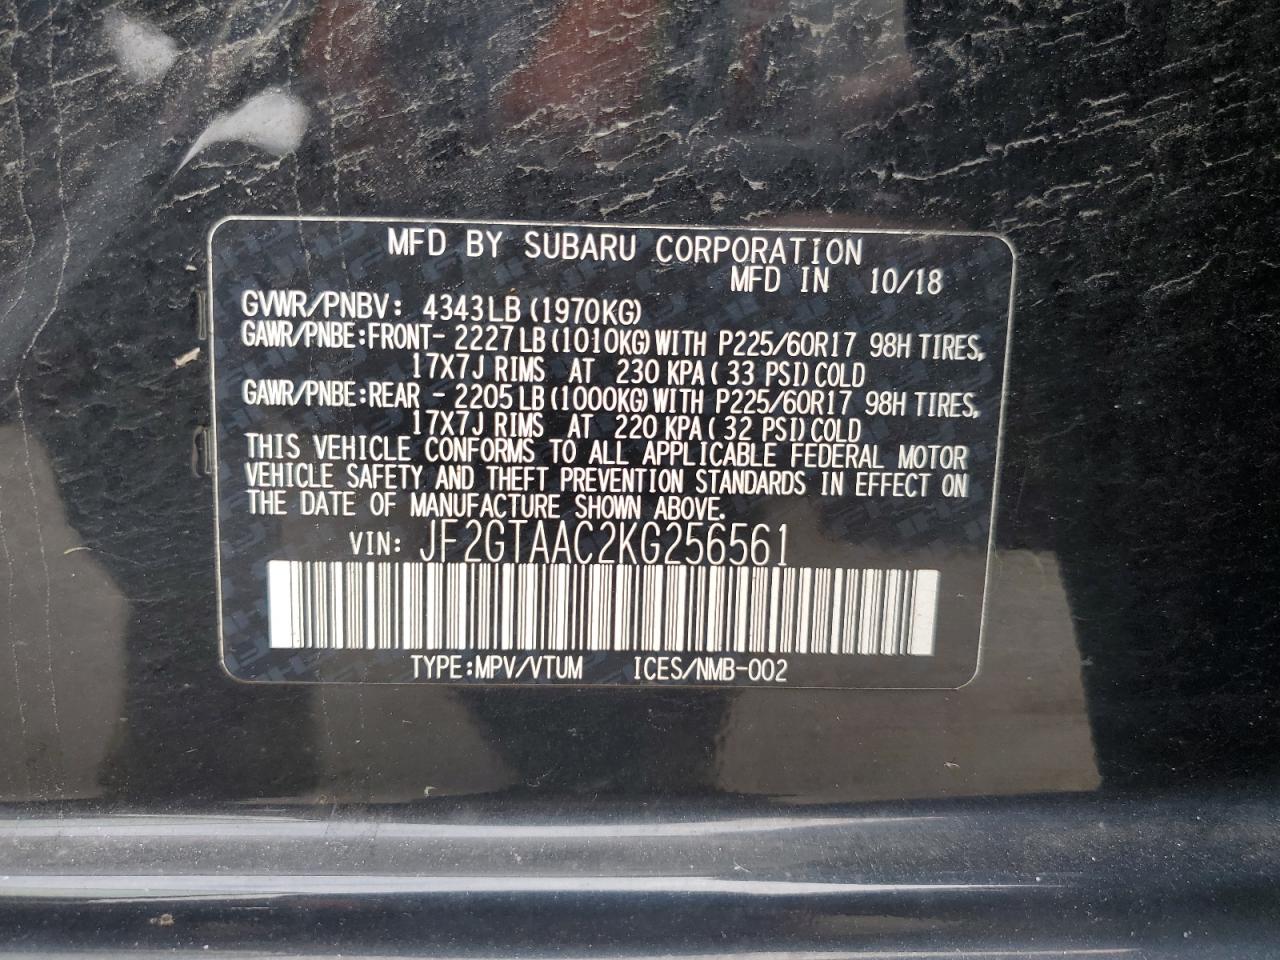 MFD BY SUBARU CORPORATION
MFD IN 10/18
GVWR/PNBV: 4343LB (1970KG)
GAWR/PNBE:FRONT- 2227LB(1010KG)WITH P225/60R17 98H TIRES,
17X7J RIMS AT 230 KPA( 33 PSI)COLD
GAWR/PNBE:REAR - 2205LB(1000KG)WITH P225/60R17 98H TIRES,
17X7J RIMS AT 220 KPA( 32 PSI)COLD
THIS VEHICLE CONFORMS TO ALL APPLICABLE FEDERAL MOTOR
VEHICLE SAFETY AND THEFT PREVENTION STANDARDS IN EFFECT ON
THE DATE OF MANUFACTURE SHOWN ABOVE.
VIN: JF2GTAAC2KG256561
TYPE:MPV/VTUM ICES/NMB-002